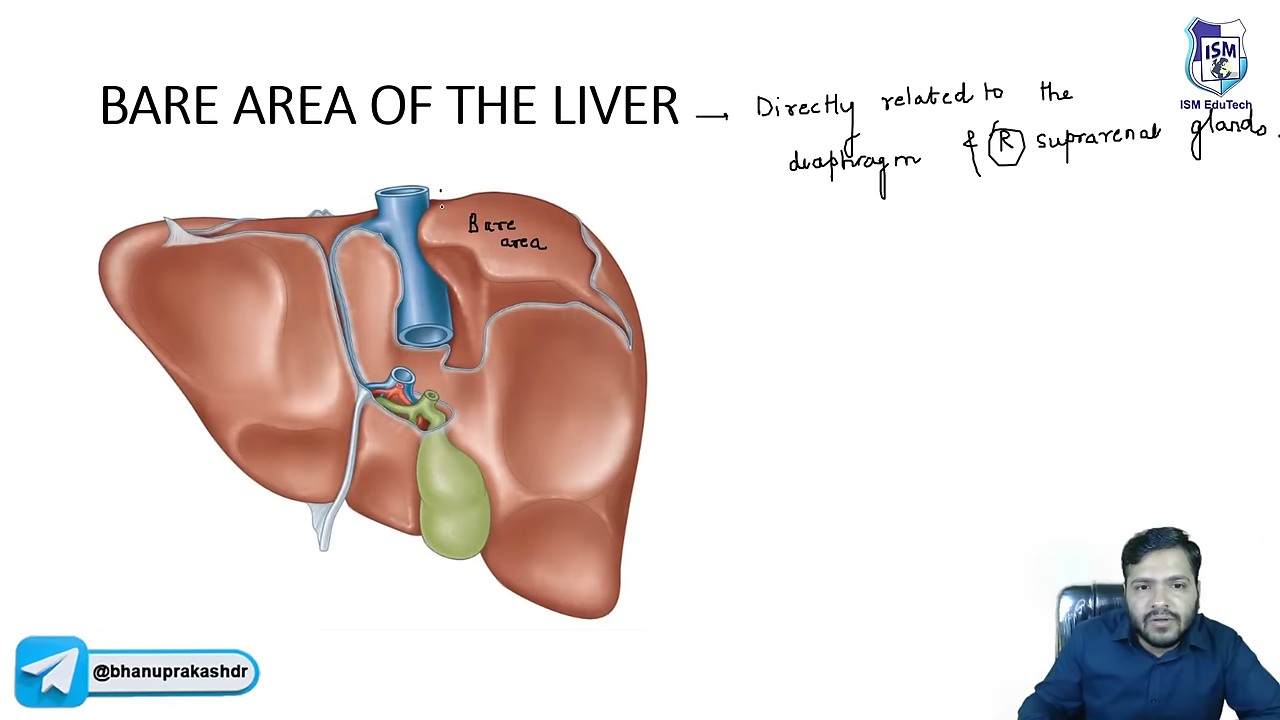 ISM
ISM EduTech
BARE AREA OF THE LIVER → Directly related to the
diaphragm & R suprarenal glands.
Bare
area
@bhanuprakashdr